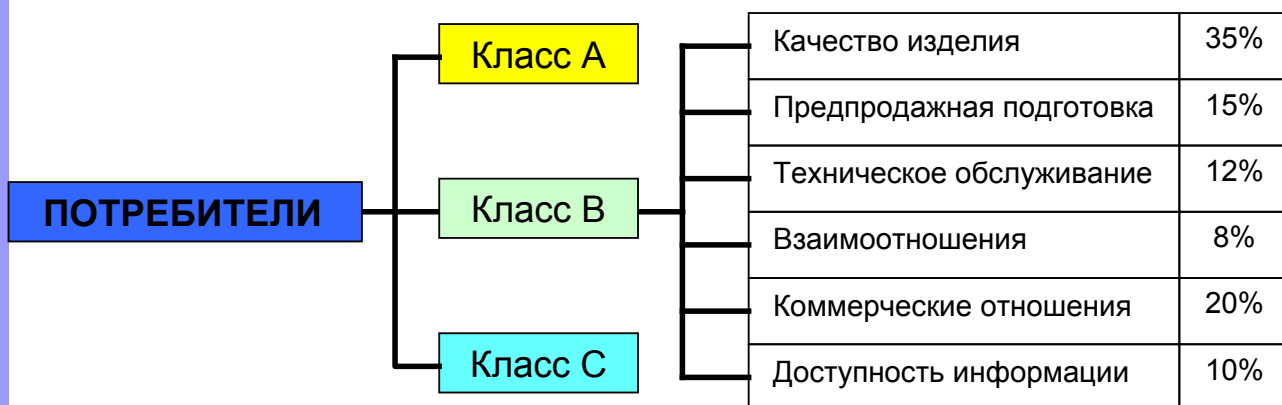 Класс А
Качество изделия 35%
Предпродажная подготовка 15%
Техническое обслуживание 12%
ПОТРЕБИТЕЛИ
Класс В
Взаимоотношения 8%
Коммерческие отношения 20%
Класс С
Доступность информации 10%